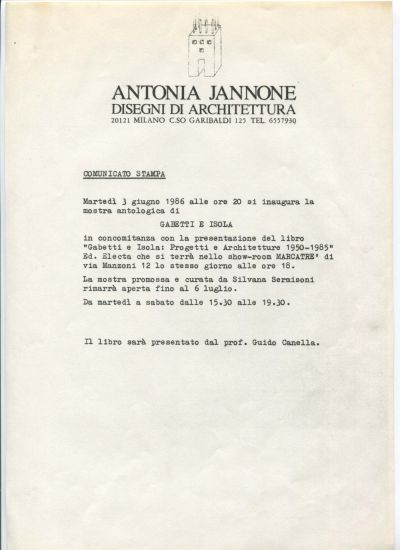 ANTONIA JANNONE
DISEGNI DI ARCHITETTURA
20121 MILANO C.SO GARIBALDI 125 TEL. 6557930
COMUNICATO STAMPA
Martedì 3 giugno 1986 alle ore 20 si inaugura la
mostra antologica di
GABETTI E ISOLA
in concomitanza con la presentazione del libro
"Gabetti e Isola: Progetti e Architetture 1950-1985"
Ed. Electa che si terrà nello show-room MARCATRE' di
via Manzoni 12 lo stesso giorno alle ore 18.
La mostra promossa e curata da Silvana Sermisoni
rimarrà aperta fino al 6 luglio.
Da martedì a sabato dalle 15.30 alle 19.30.
Il libro sarà presentato dal prof. Guido Canella.